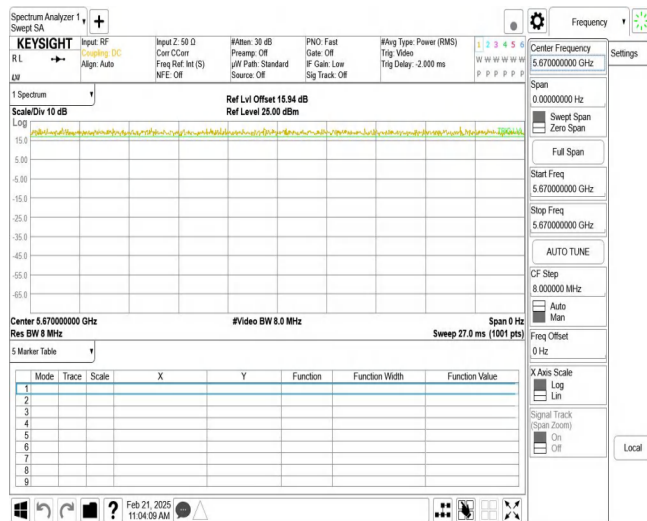 Spectrum Analyzer 1
Swept SA
Frequency
KEYSIGHT
R L
LXI
Input: RF
Coupling: DC
Align: Auto
Input Z: 50 Ω
Corr CCorr
Freq Ref: Int (S)
NFE: Off
#Atten: 30 dB
Preamp: Off
µW Path: Standard
Source: Off
PNO: Fast
Gate: Off
IF Gain: Low
Sig Track: Off
#Avg Type: Power (RMS)
Trig: Video
Trig Delay: -2.000 ms
1 2 3 4 5 6
W W W W W W
P P P P P P
Center Frequency
5.670000000 GHz
Settings
Span
0.00000000 Hz
Swept Span
Zero Span
Full Span
Start Freq
5.670000000 GHz
Stop Freq
5.670000000 GHz
AUTO TUNE
CF Step
8.000000 MHz
Auto
Man
Freq Offset
0 Hz
X Axis Scale
Log
Lin
Signal Track
(Span Zoom)
On
Off
Local
1 Spectrum
Scale/Div 10 dB
Ref Lvl Offset 15.94 dB
Ref Level 25.00 dBm
Log
15.0
5.00
-5.00
-15.0
-25.0
-35.0
-45.0
-55.0
-65.0
Center 5.670000000 GHz
#Video BW 8.0 MHz
Span 0 Hz
Res BW 8 MHz
Sweep 27.0 ms (1001 pts)
5 Marker Table
Mode Trace Scale X Y Function Function Width Function Value
1
2
3
4
5
6
7
8
9
Feb 21, 2025
11:04:09 AM